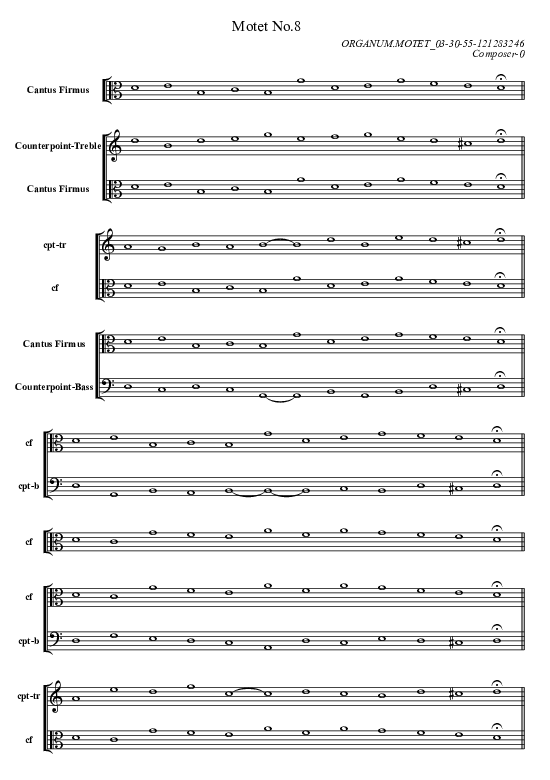 Motet No.8
ORGANUM.MOTET_03-30-55-121283246
Composer-0
Cantus Firmus
Counterpoint-Treble
Cantus Firmus
cpt-tr
cf
Cantus Firmus
Counterpoint-Bass
cf
cpt-b
cf
cf
cpt-b
cpt-tr
cf